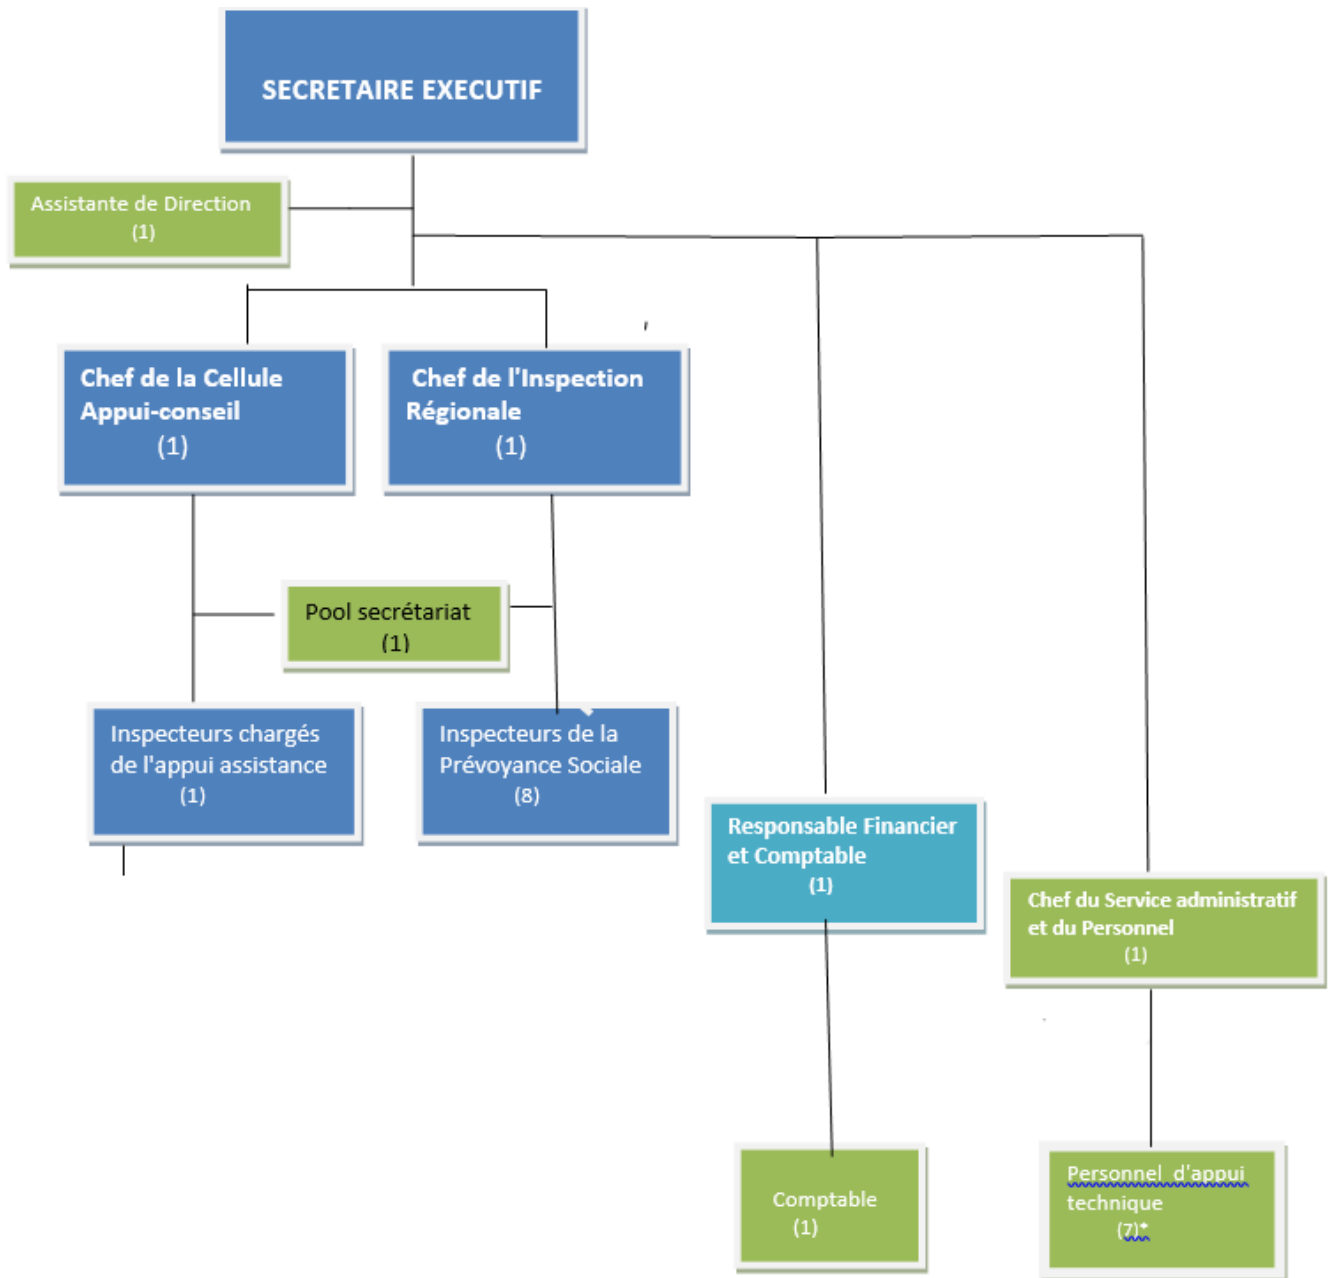 SECRETAIRE EXECUTIF
Assistante de Direction
(1)
Chef de la Cellule
Appui-conseil
(1)
Chef de l'Inspection
Régionale
(1)
Pool secrétariat
(1)
Inspecteurs chargés
de l'appui assistance
(1)
Inspecteurs de la
Prévoyance Sociale
(8)
Responsable Financier
et Comptable
(1)
Chef du Service administratif
et du Personnel
(1)
Comptable
(1)
Personnel d'appui
technique
(7)*